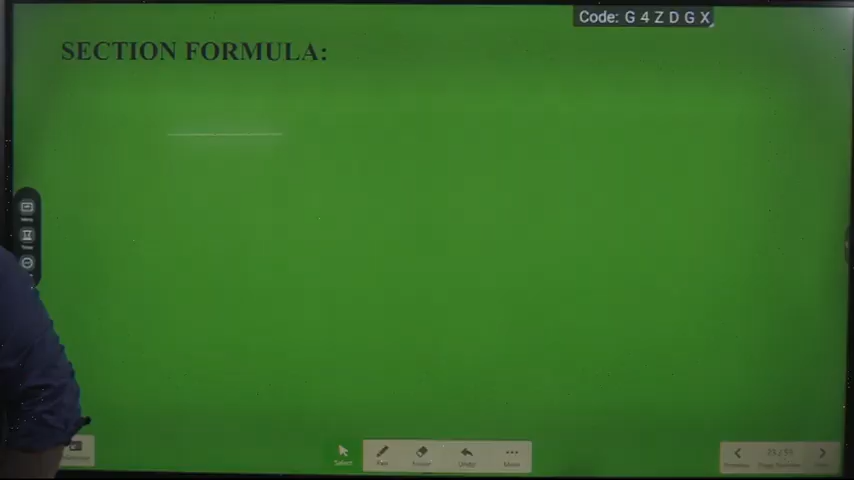 Code: G 4 Z D G X
SECTION FORMULA:
Select
Pen
Eraser
Undo
More